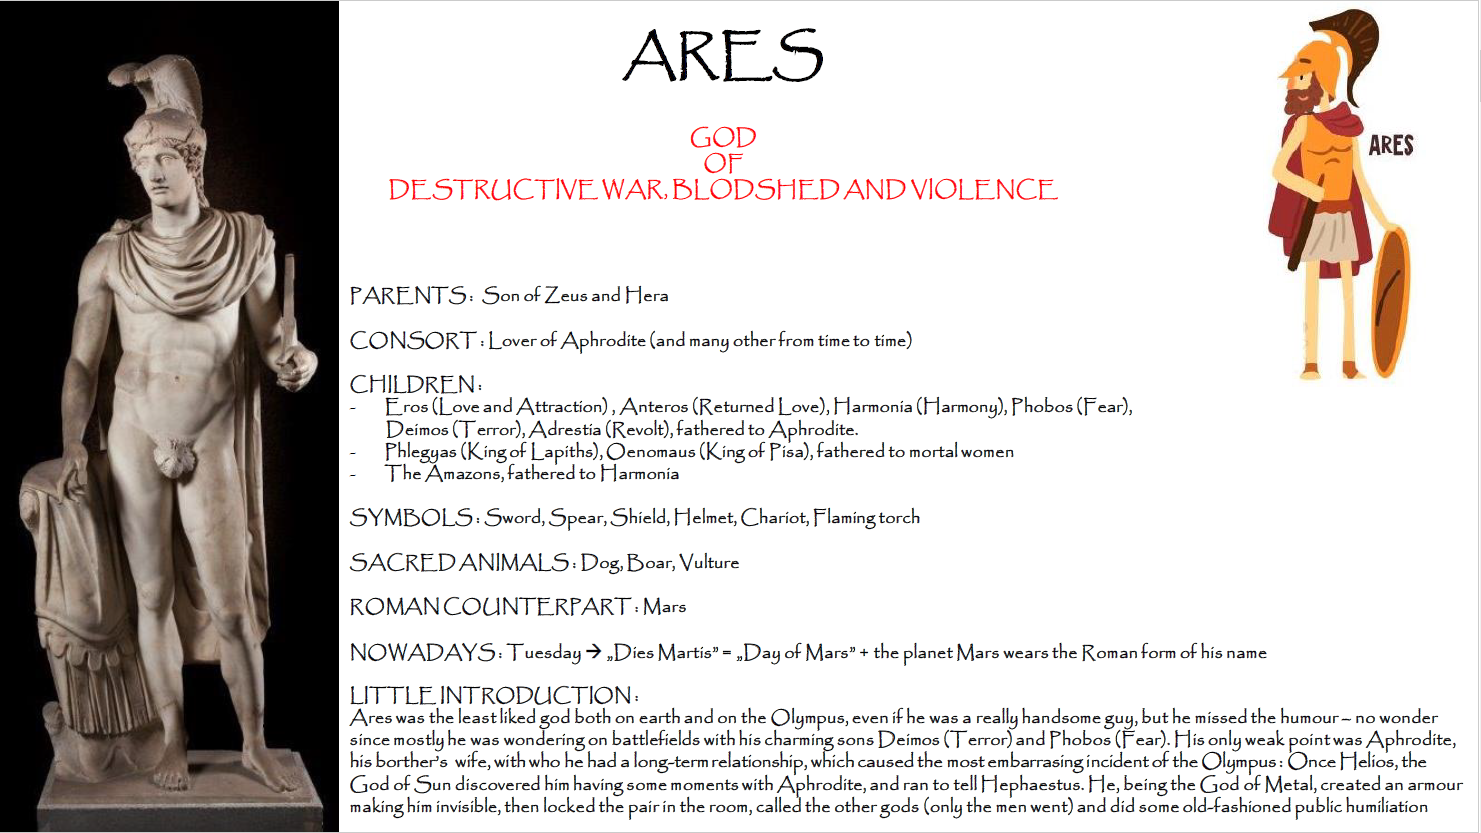 ARES
GOD
OF
DESTRUCTIVE WAR, BLODSHED AND VIOLENCE
ARES
PARENTS : Son of Zeus and Hera
CONSORT : Lover of Aphrodite (and many other from time to time)
CHILDREN :
- Eros (Love and Attraction) , Anteros (Returned Love), Harmonia (Harmony), Phobos (Fear),
Deimos (Terror), Adrestia (Revolt), fathered to Aphrodite.
- Phlegyas (King of Lapiths), Oenomaus (King of Pisa), fathered to mortal women
- The Amazons, fathered to Harmonia
SYMBOLS : Sword, Spear, Shield, Helmet, Chariot, Flaming torch
SACRED ANIMALS : Dog, Boar, Vulture
ROMAN COUNTERPART : Mars
NOWADAYS : Tuesday → „Dies Martis” = „Day of Mars” + the planet Mars wears the Roman form of his name
LITTLE INTRODUCTION :
Ares was the least liked god both on earth and on the Olympus, even if he was a really handsome guy, but he missed the humour – no wonder
since mostly he was wondering on battlefields with his charming sons Deimos (Terror) and Phobos (Fear). His only weak point was Aphrodite,
his borther’s wife, with who he had a long-term relationship, which caused the most embarrasing incident of the Olympus : Once Helios, the
God of Sun discovered him having some moments with Aphrodite, and ran to tell Hephaestus. He, being the God of Metal, created an armour
making him invisible, then locked the pair in the room, called the other gods (only the men went) and did some old-fashioned public humiliation